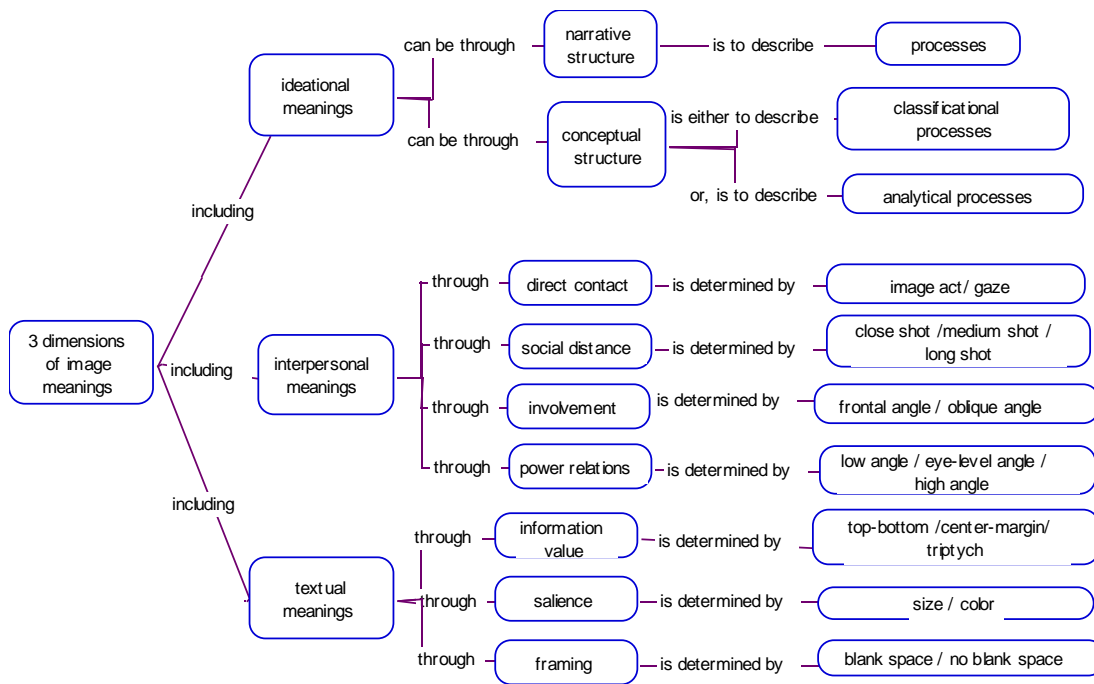 can be through
narrative
structure
is to describe
processes
ideational
meanings
can be through
conceptual
structure
is either to describe
classificational
processes
or, is to describe
analytical processes
including
through
direct contact
is determined by
image act / gaze
3 dimensions
of image
meanings
including
interpersonal
meanings
through
social distance
is determined by
close shot /medium shot /
long shot
through
involvement
is determined by
frontal angle / oblique angle
through
power relations
is determined by
low angle / eye-level angle /
high angle
including
textual
meanings
through
information
value
is determined by
top-bottom /center-margin/
triptych
through
salience
is determined by
size / color
through
framing
is determined by
blank space / no blank space